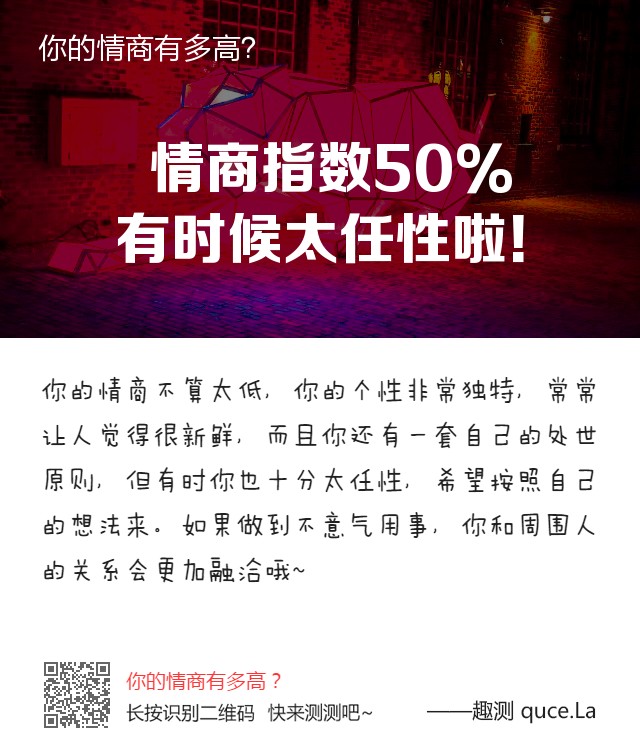 你的情商有多高?
情商指数50%
有时候太任性啦!
你的情商不算太低，你的个性非常独特，常常
让人觉得很新鲜，而且你还有一套自己的处世
原则，但有时你也十分太任性，希望按照自己
的想法来。如果做到不意气用事，你和周围人
的关系会更加融洽哦~
你的情商有多高？
长按识别二维码 快来测测吧~
——趣测 quce.La